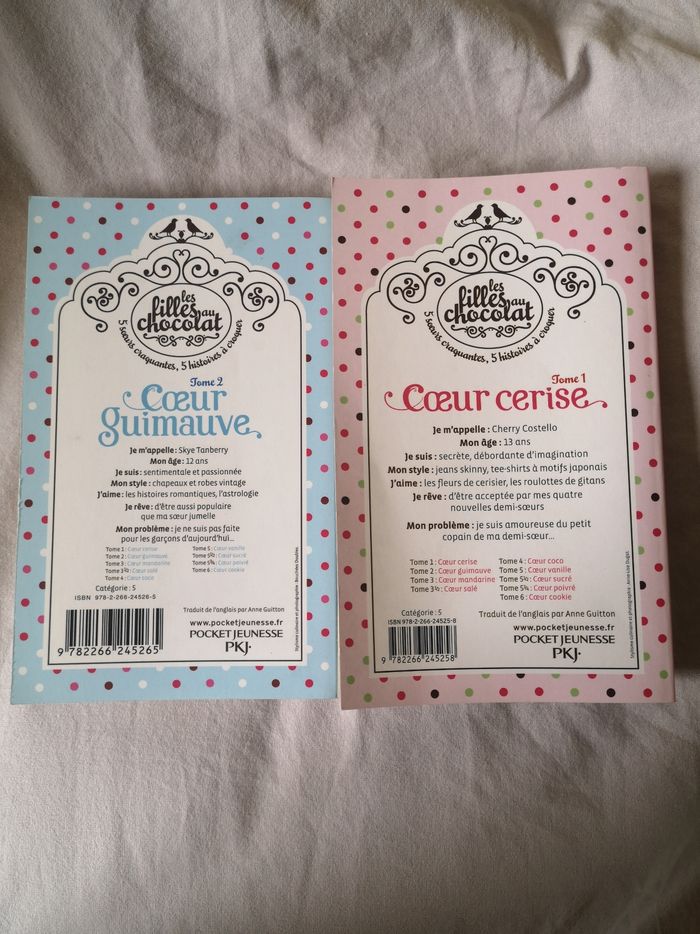 les
filles au
chocolat
5 sœurs craquantes, 5 histoires à croquer
Tome 2
Cœur
guimauve
Je m'appelle : Skye Tanberry
Mon âge : 12 ans
Je suis : sentimentale et passionnée
Mon style : chapeaux et robes vintage
J'aime : les histoires romantiques, l'astrologie
Je rêve : d'être aussi populaire
que ma sœur jumelle
Mon problème : je ne suis pas faite
pour les garçons d'aujourd'hui...
Tome 1 : Cœur cerise
Tome 2 : Cœur guimauve
Tome 3 : Cœur mandarine
Tome 3 1/2 : Cœur salé
Tome 4 : Cœur coco
Tome 5 : Cœur vanille
Tome 5 1/2 : Cœur sucré
Tome 5 3/4 : Cœur poivré
Tome 6 : Cœur cookie
Catégorie : 5
ISBN 978-2-266-24526-5
9 782266 245265
Traduit de l'anglais par Anne Guitton
www.pocketjeunesse.fr
POCKET JEUNESSE
PKJ·
les
filles au
chocolat
5 sœurs craquantes, 5 histoires à croquer
Tome 1
Cœur cerise
Je m'appelle : Cherry Costello
Mon âge : 13 ans
Je suis : secrète, débordante d'imagination
Mon style : jeans skinny, tee-shirts à motifs japonais
J'aime : les fleurs de cerisier, les roulottes de gitans
Je rêve : d'être acceptée par mes quatre
nouvelles demi-sœurs
Mon problème : je suis amoureuse du petit
copain de ma demi-sœur...
Tome 1 : Cœur cerise
Tome 2 : Cœur guimauve
Tome 3 : Cœur mandarine
Tome 3 1/2 : Cœur salé
Tome 4 : Cœur coco
Tome 5 : Cœur vanille
Tome 5 1/2 : Cœur sucré
Tome 5 3/4 : Cœur poivré
Tome 6 : Cœur cookie
Catégorie : 5
ISBN 978-2-266-24525-8
9 782266 245258
Traduit de l'anglais par Anne Guitton
www.pocketjeunesse.fr
POCKET JEUNESSE
PKJ·